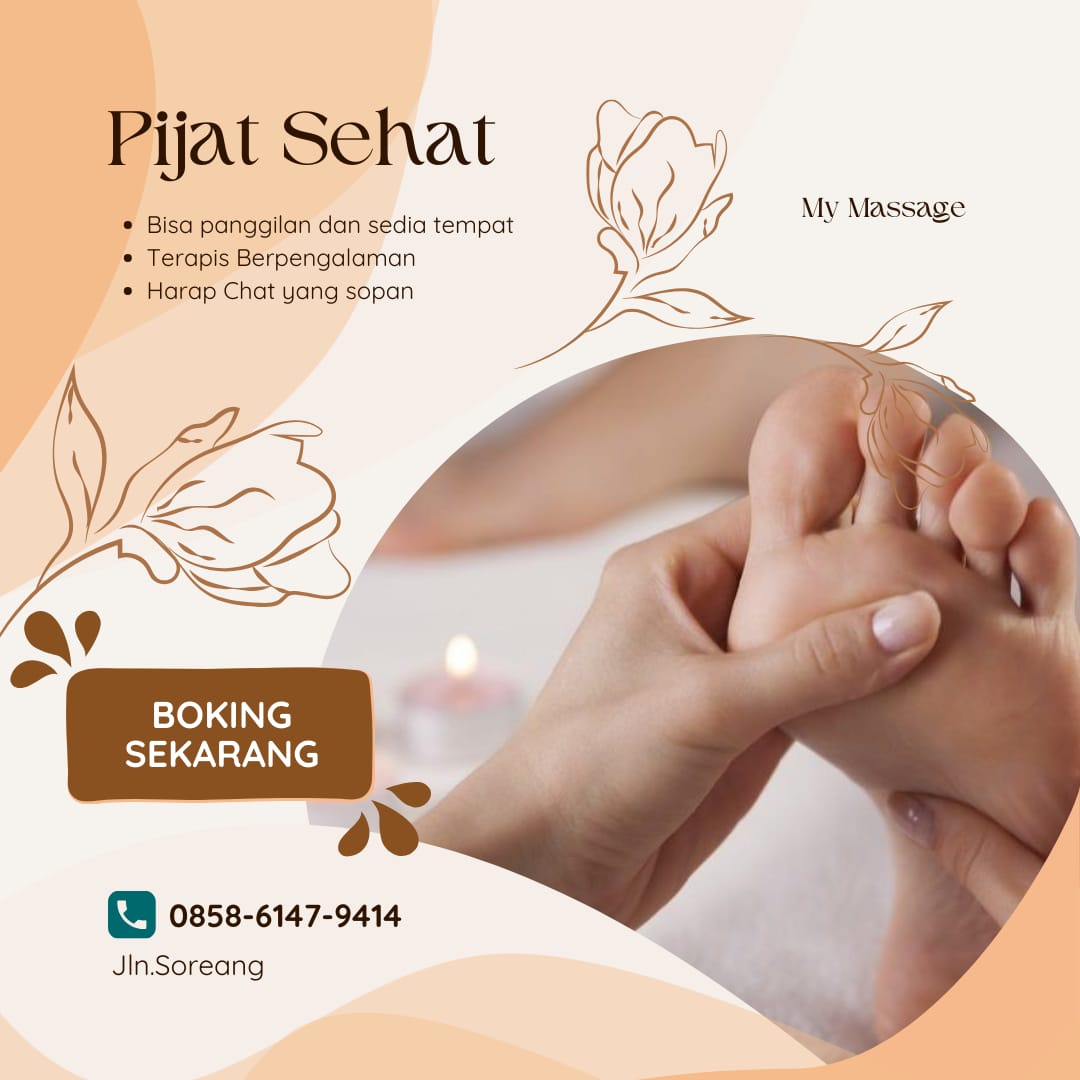 Pijat Sehat
My Massage
• Bisa panggilan dan sedia tempat
• Terapis Berpengalaman
• Harap Chat yang sopan
BOKING
SEKARANG
0858-6147-9414
Jln.Soreang